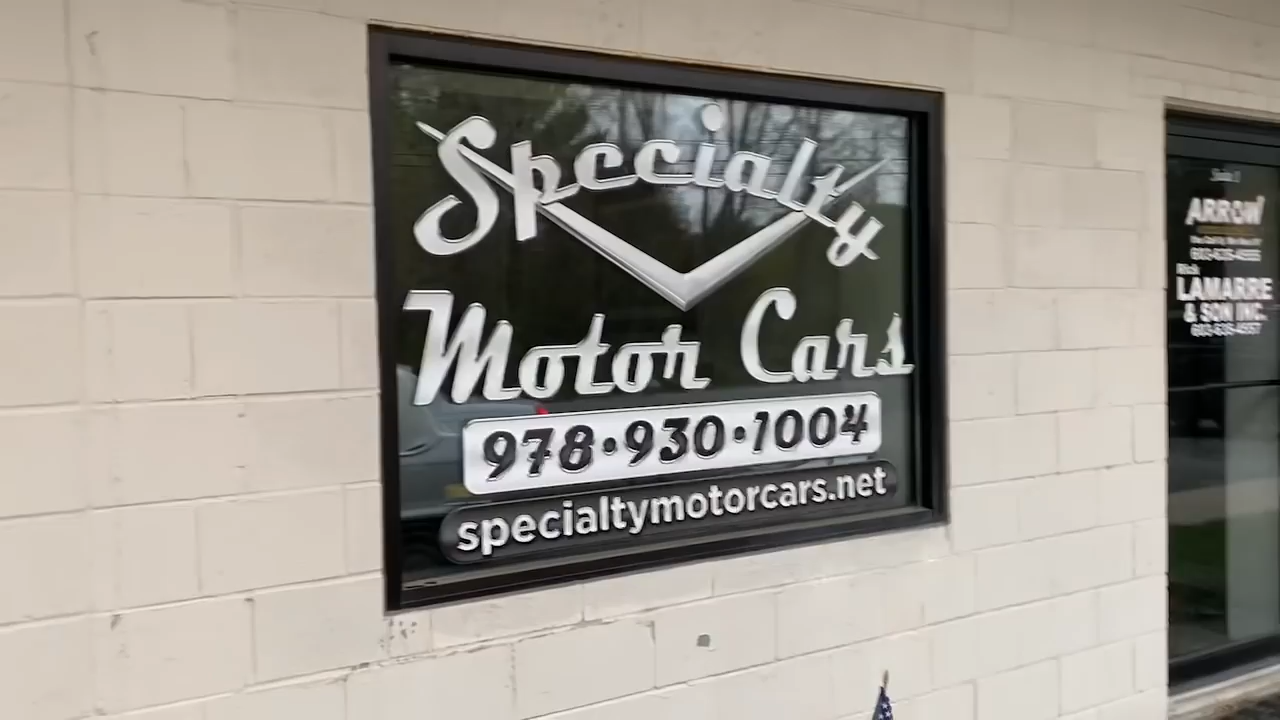 Specialty
Motor Cars
978•930•1004
specialtymotorcars.net
ARROW
LAMARRE
& SON INC.